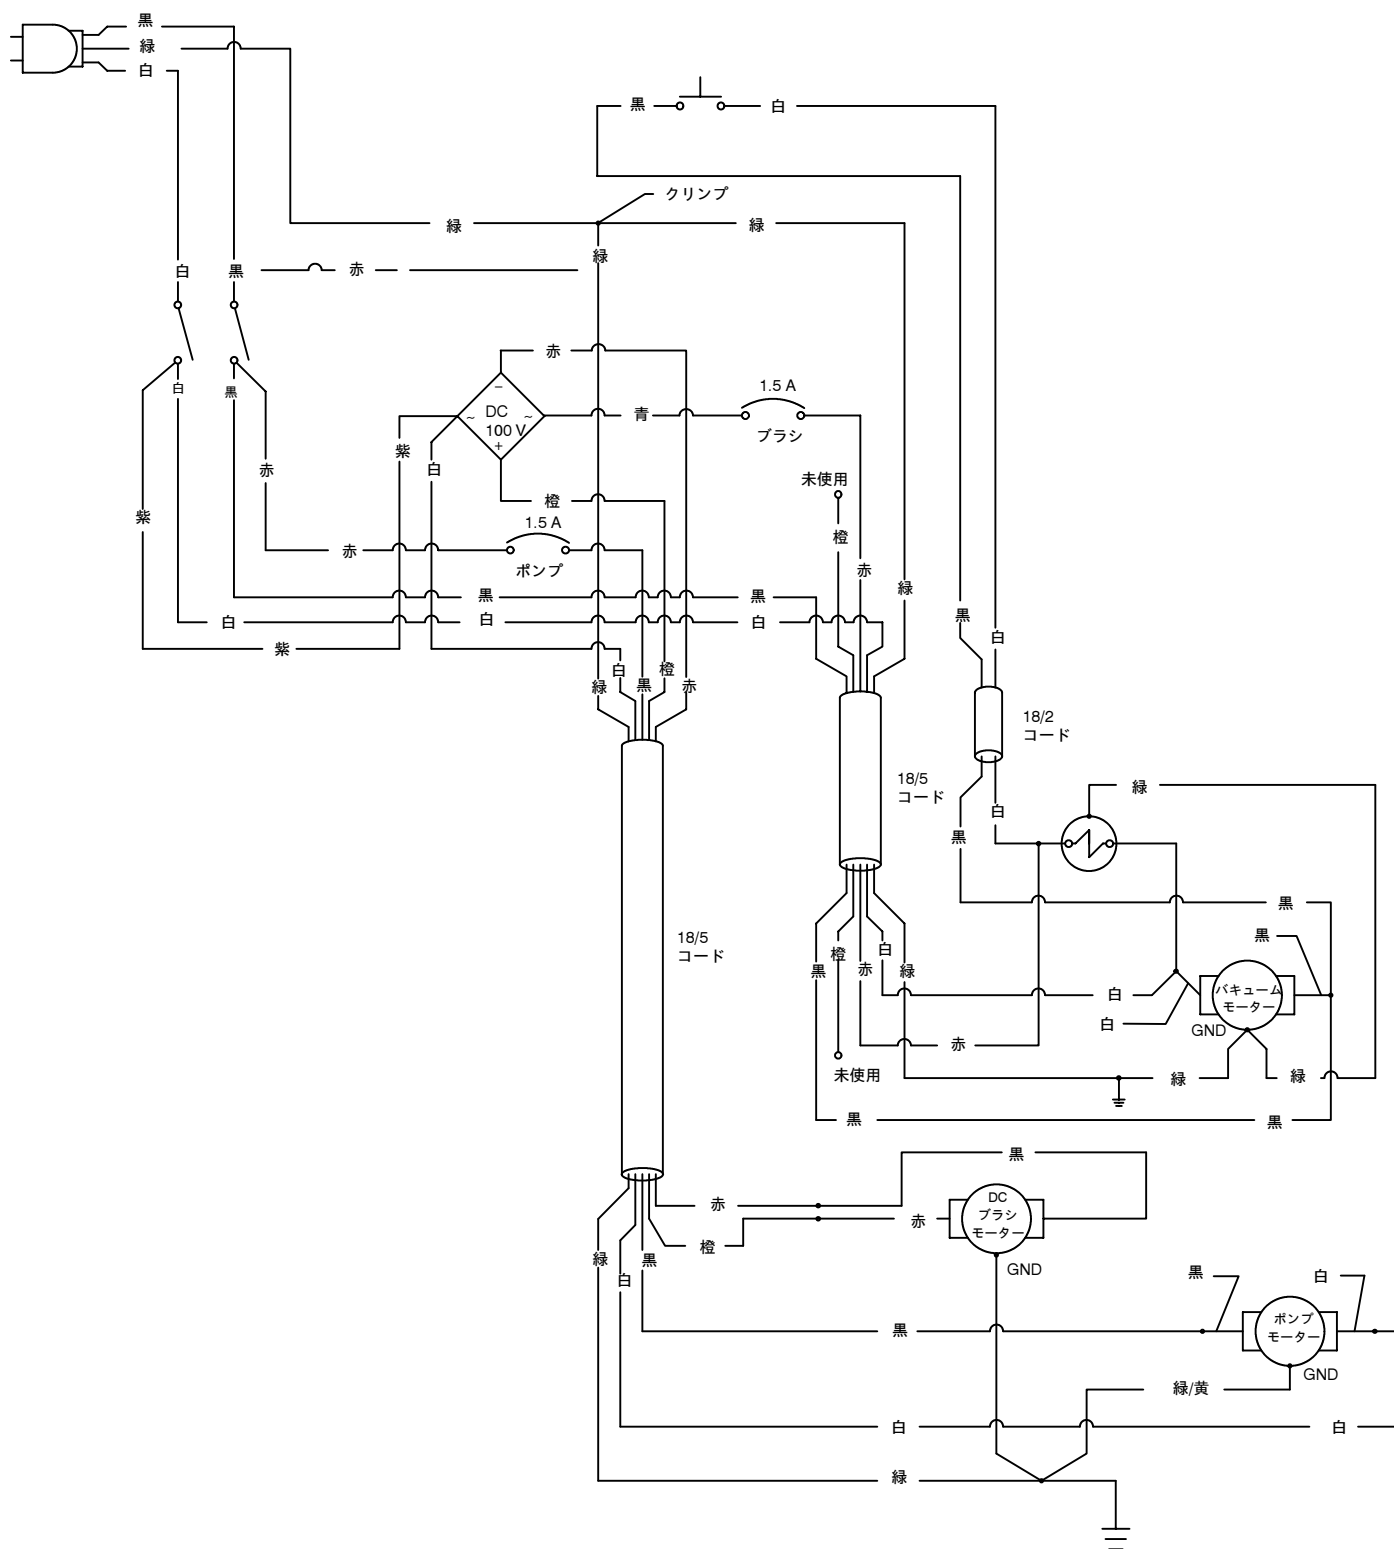 黒
緑
白
黒
白
クリンプ
緑
緑
緑
白
黒
赤
赤
1.5 A
白
黒
−
~
DC
~
100 V
+
青
ブラシ
紫
白
赤
未使用
橙
1.5 A
紫
橙
赤
ポンプ
赤
緑
黒
黒
黒
白
白
白
白
紫
白
橙
緑
黒
赤
18/2
コード
18/5
コード
緑
白
黒
黒
黒
18/5
コード
橙
白
黒
赤
緑
バキューム
モーター
白
白
GND
赤
未使用
緑
緑
黒
黒
黒
赤
DC
ブラシ
モーター
赤
橙
緑
黒
GND
白
黒
白
ポンプ
モーター
黒
GND
緑/黄
白
白
緑